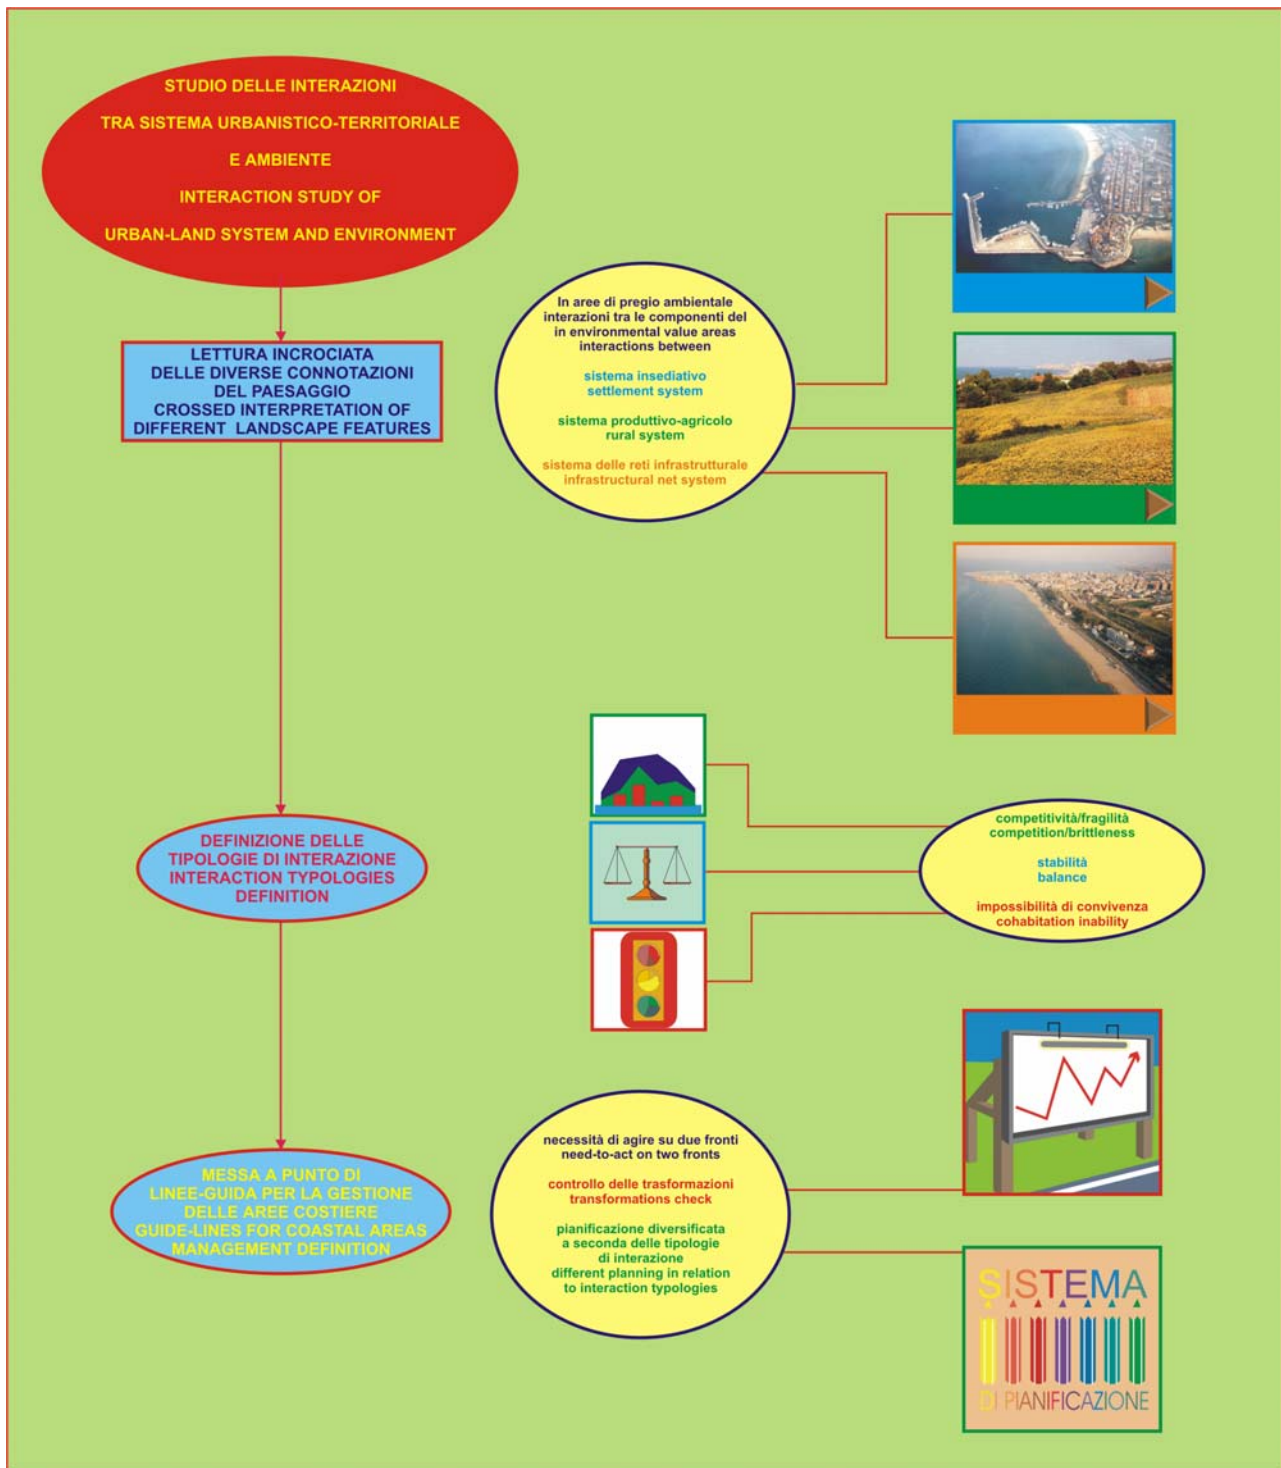 STUDIO DELLE INTERAZIONI
TRA SISTEMA URBANISTICO-TERRITORIALE
E AMBIENTE
INTERACTION STUDY OF
URBAN-LAND SYSTEM AND ENVIRONMENT
LETTURA INCROCIATA
DELLE DIVERSE CONNOTAZIONI
DEL PAESAGGIO
CROSSED INTERPRETATION OF
DIFFERENT LANDSCAPE FEATURES
In aree di pregio ambientale
interazioni tra le componenti del
in environmental value areas
interactions between
sistema insediativo
settlement system
sistema produttivo-agricolo
rural system
sistema delle reti infrastrutturale
infrastructural net system
DEFINIZIONE DELLE
TIPOLOGIE DI INTERAZIONE
INTERACTION TYPOLOGIES
DEFINITION
competitività/fragilità
competition/brittleness
stabilità
balance
impossibilità di convivenza
cohabitation inability
MESSA A PUNTO DI
LINEE-GUIDA PER LA GESTIONE
DELLE AREE COSTIERE
GUIDE-LINES FOR COASTAL AREAS
MANAGEMENT DEFINITION
necessità di agire su due fronti
need-to-act on two fronts
controllo delle trasformazioni
transformations check
pianificazione diversificata
a seconda delle tipologie
di interazione
different planning in relation
to interaction typologies
SISTEMA
DI PIANIFICAZIONE